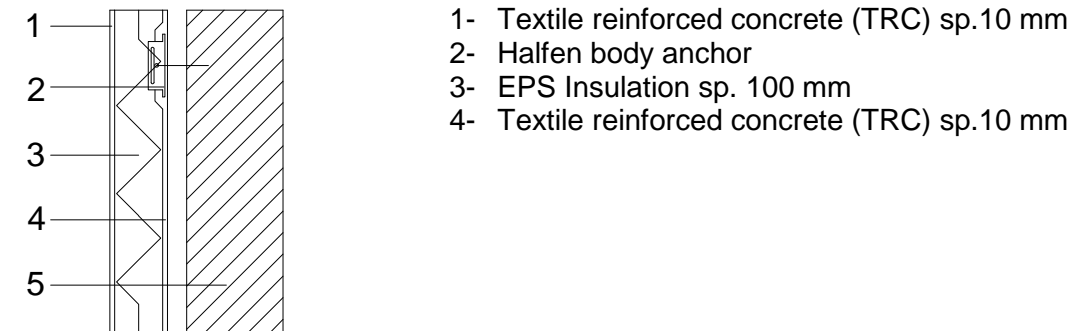 1
2
3
4
5
1- Textile reinforced concrete (TRC) sp.10 mm
2- Halfen body anchor
3- EPS Insulation sp. 100 mm
4- Textile reinforced concrete (TRC) sp.10 mm